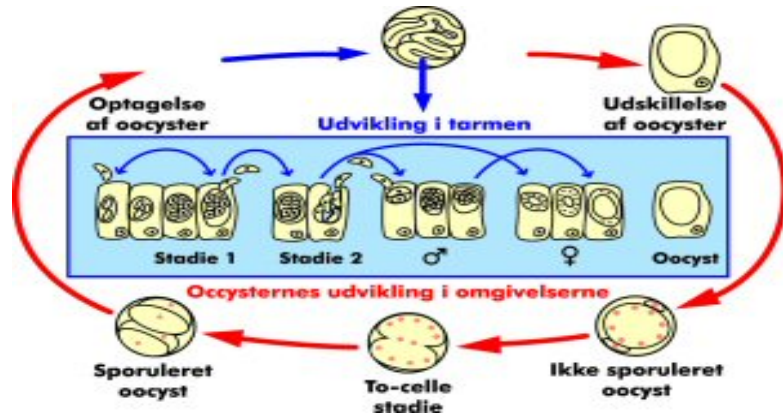 Optagelse
af oocyster
Udvikling i tarmen
Udskillelse
af oocyster
Stadie 1
Stadie 2
♂
♀
Oocyst
Occysternes udvikling i omgivelserne
Sporuleret
oocyst
To-celle
stadie
Ikke sporuleret
oocyst